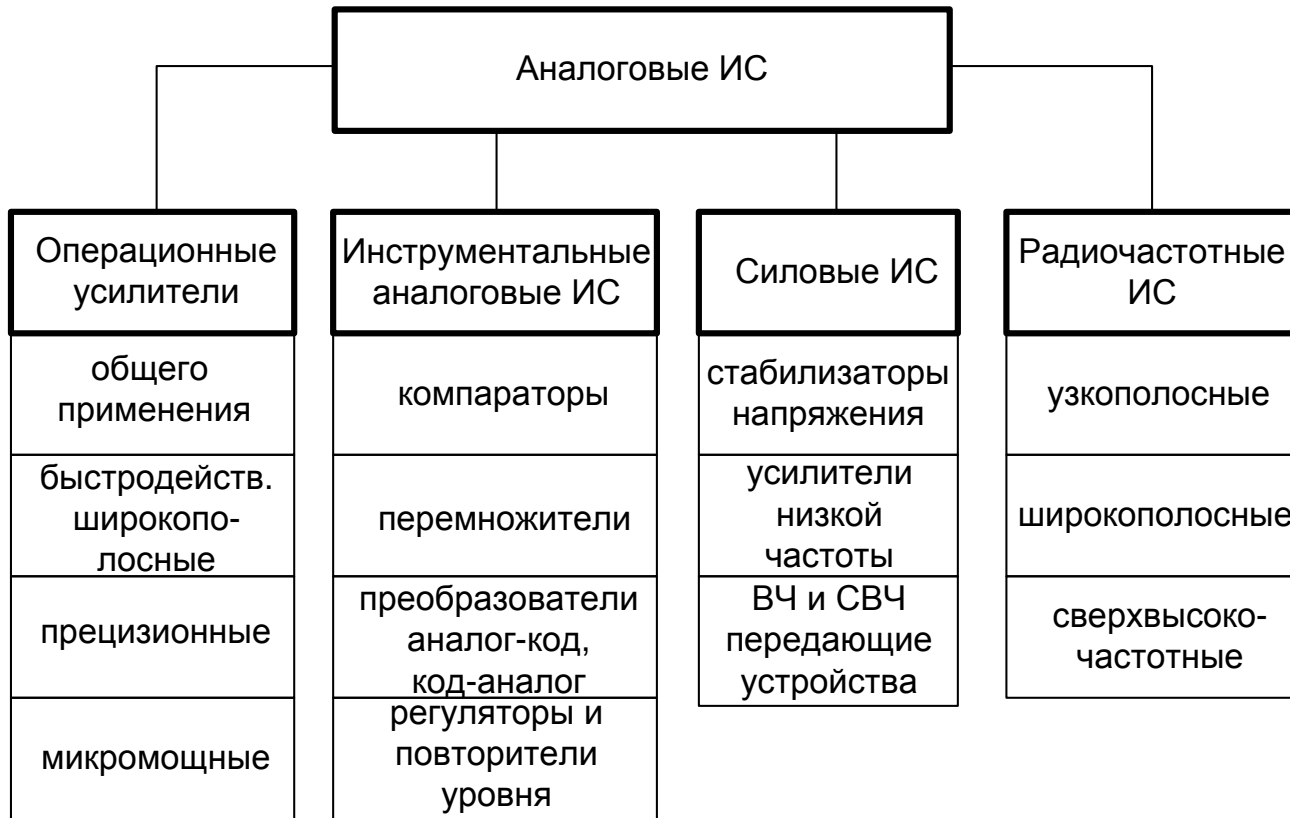 Аналоговые ИС
Операционные
усилители
общего
применения
быстродейств.
широкопо-
лосные
прецизионные
микромощные
Инструментальные
аналоговые ИС
компараторы
перемножители
преобразователи
аналог-код,
код-аналог
регуляторы и
повторители
уровня
Силовые ИС
стабилизаторы
напряжения
усилители
низкой
частоты
ВЧ и СВЧ
передающие
устройства
Радиочастотные
ИС
узкополосные
широкополосные
сверхвысоко-
частотные